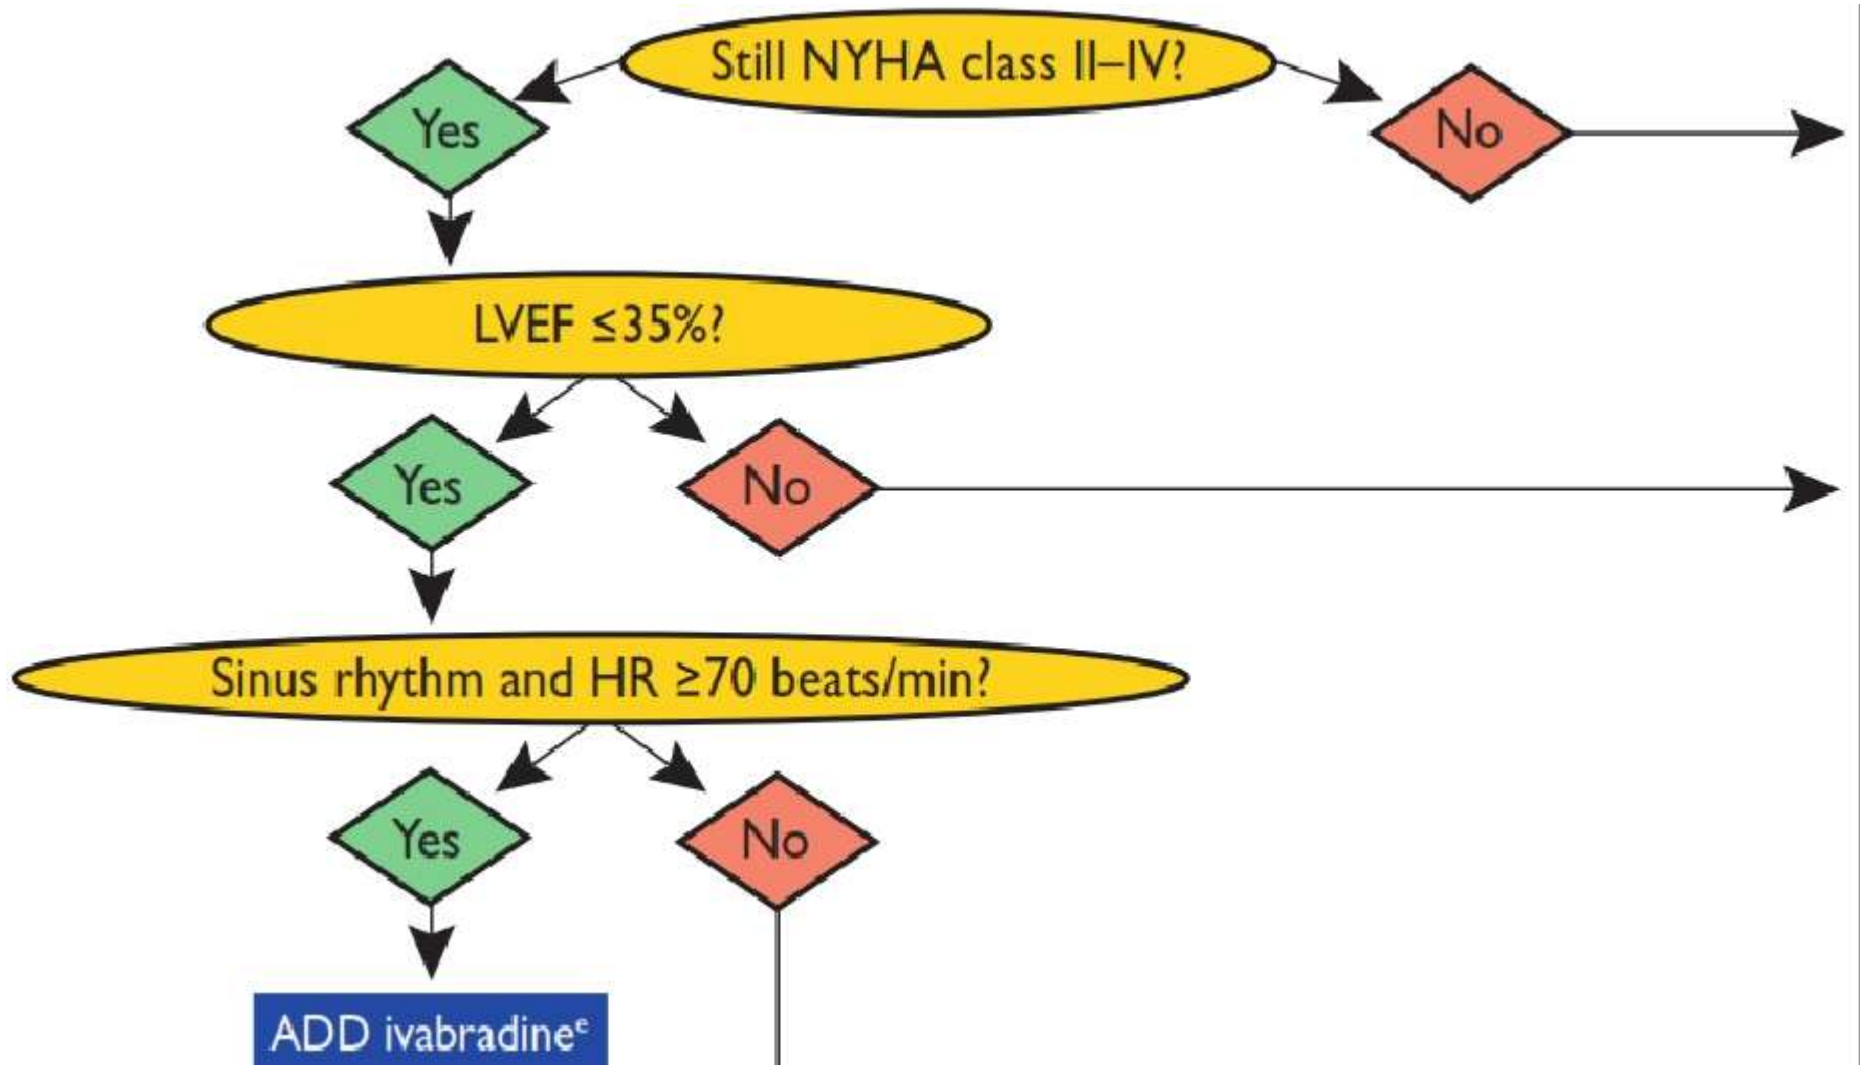 Still NYHA class II–IV?
Yes
No
LVEF ≤35%?
Yes
No
Sinus rhythm and HR ≥70 beats/min?
Yes
No
ADD ivabradineᵉ